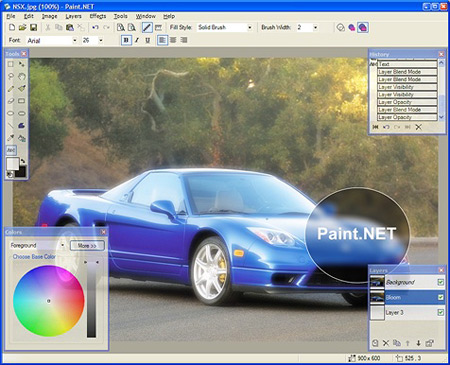 NSX.jpg (100%) - Paint.NET
File Edit Image Layers Effects Tools Window Help
Fill Style: Solid Brush Brush Width: 2
Font: Arial 26 B I U
Tools
History
Text
Layer Blend Mode
Layer Blend Mode
Layer Visibility
Layer Visibility
Layer Opacity
Layer Blend Mode
Layer Opacity
Paint.NET
Colors
Foreground More >>
Choose Base Color
Layers
Background
Bloom
Layer 3
900 x 600 525, 3